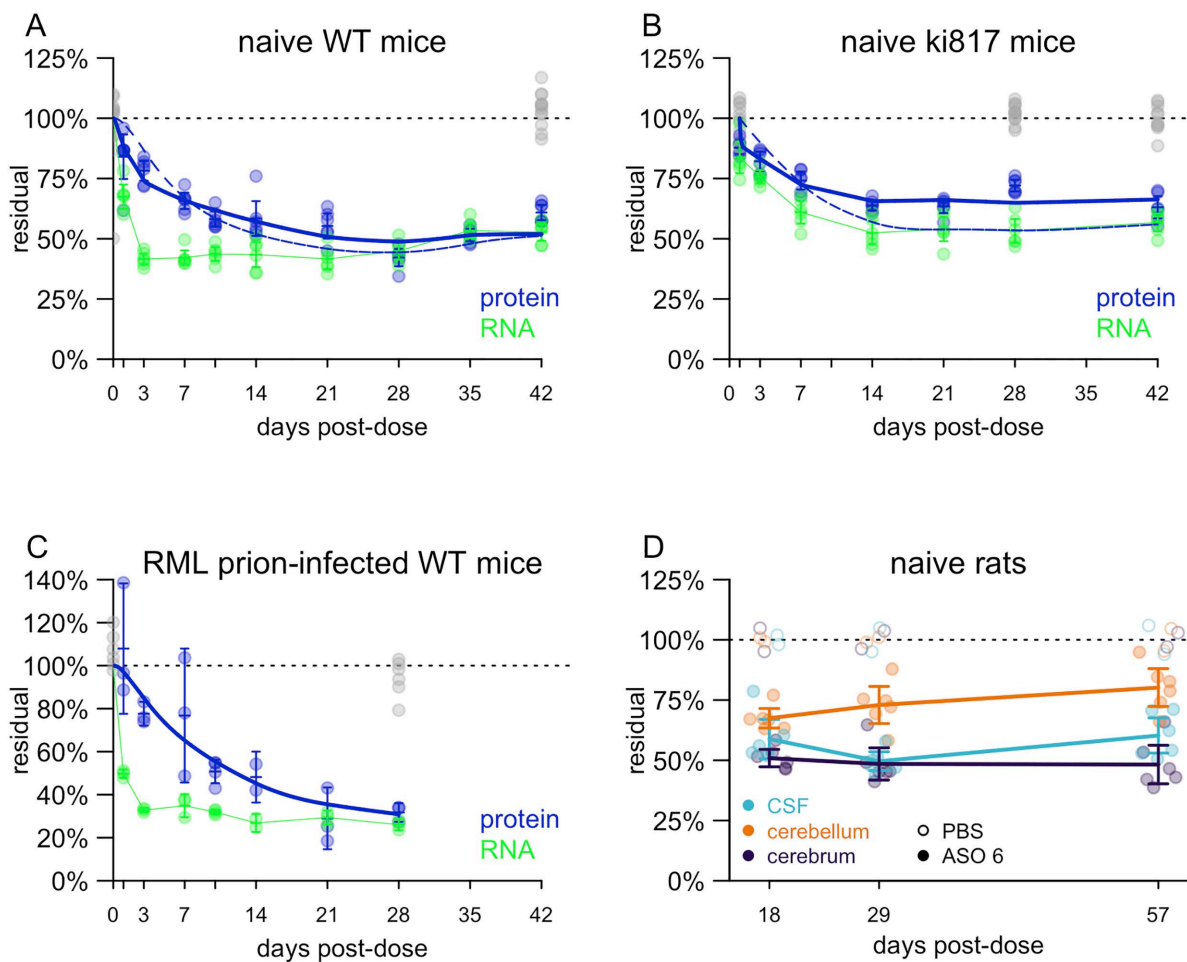 A
naive WT mice
125%
100%
75%
50%
25%
0%
residual
protein
RNA
0 3 7 14 21 28 35 42
days post-dose
B
naive ki817 mice
125%
100%
75%
50%
25%
0%
residual
protein
RNA
0 3 7 14 21 28 35 42
days post-dose
C
RML prion-infected WT mice
140%
120%
100%
80%
60%
40%
20%
0%
residual
protein
RNA
0 3 7 14 21 28 35 42
days post-dose
D
naive rats
125%
100%
75%
50%
25%
0%
residual
CSF
cerebellum
cerebrum
PBS
ASO 6
18 29 57
days post-dose